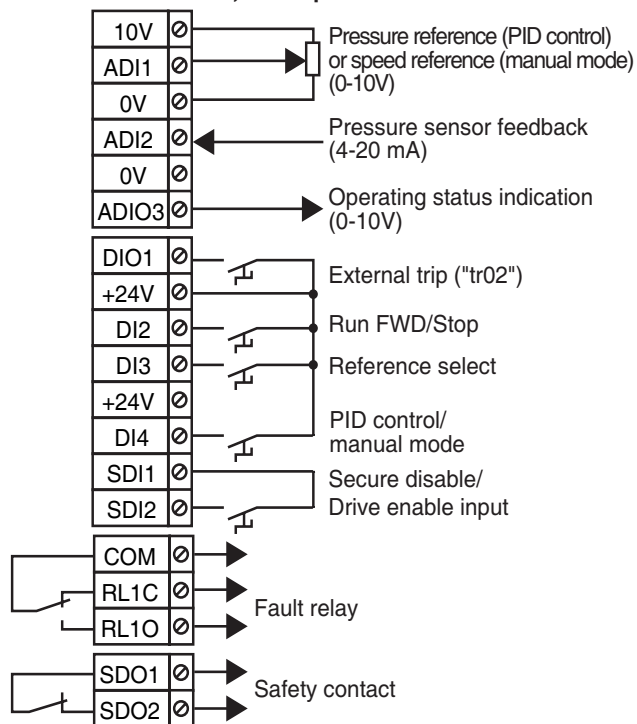 10V
ADI1
0V
ADI2
0V
ADIO3
Pressure reference (PID control)
or speed reference (manual mode)
(0-10V)
Pressure sensor feedback
(4-20 mA)
Operating status indication
(0-10V)
DIO1
+24V
DI2
DI3
+24V
DI4
SDI1
SDI2
External trip ("tr02")
Run FWD/Stop
Reference select
PID control/
manual mode
Secure disable/
Drive enable input
COM
RL1C
RL1O
Fault relay
SDO1
SDO2
Safety contact